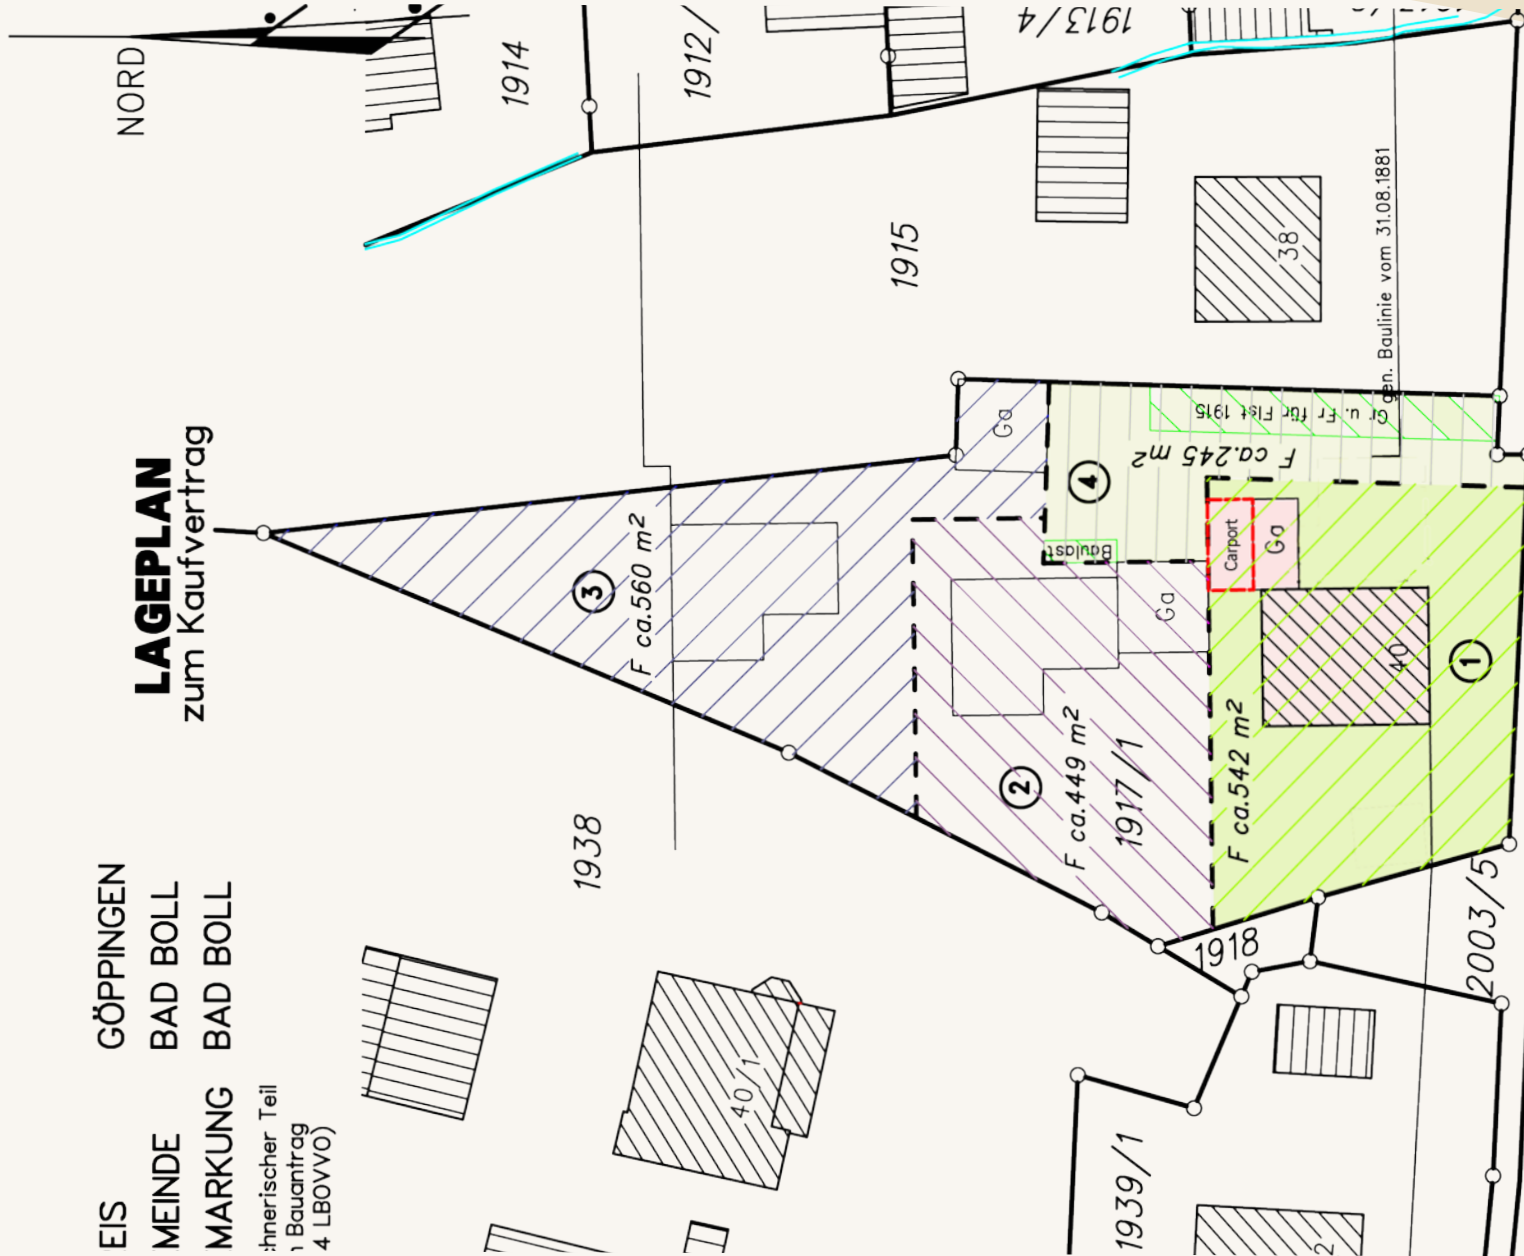 LAGEPLAN
zum Kaufvertrag
EIS GÖPPINGEN
MEINDE BAD BOLL
MARKUNG BAD BOLL
chnerischer Teil
Bauantrag
4 LBOVVO)
NORD
1914
1912/
1913/4
1915
38
gen. Baulinie vom 31.08.1881
Gr u. Fr für Flst 1915
Ga
F ca.245 m²
4
Baulast
Carport
Ga
3
F ca.560 m²
Ga
40
1
2
F ca.449 m²
1917/1
F ca.542 m²
1938
1918
2003/5
40/1
1939/1
2